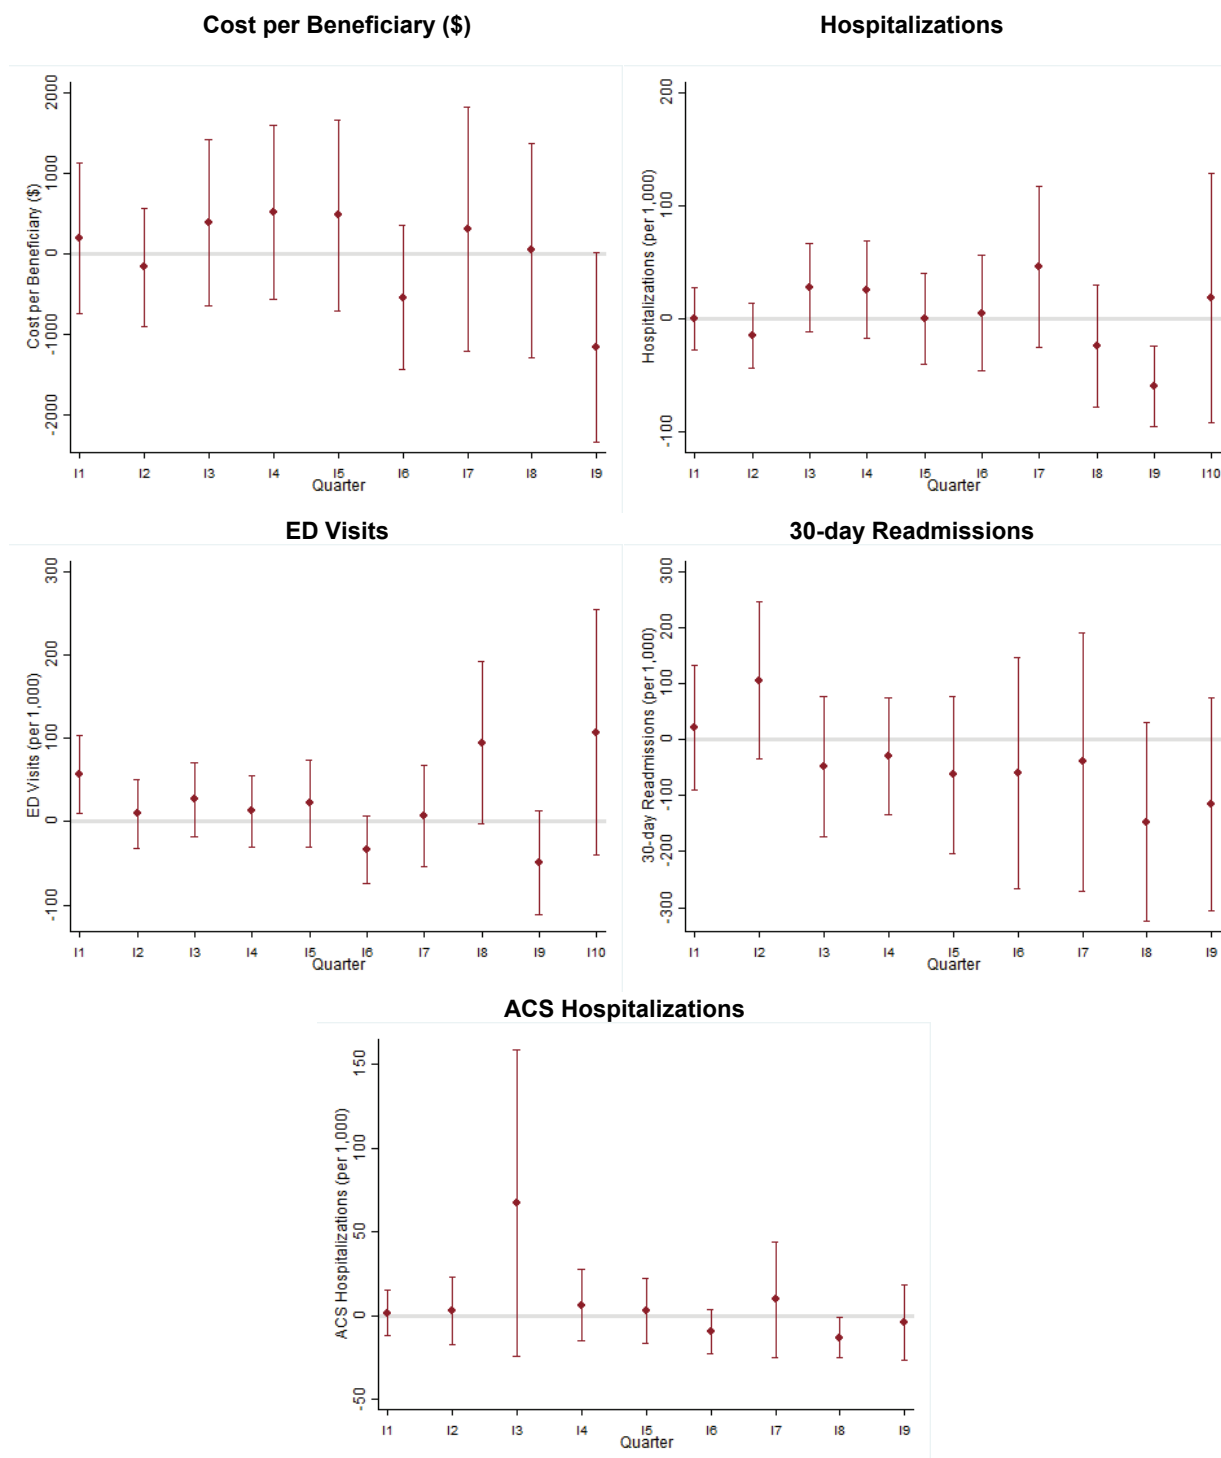 Cost per Beneficiary ($)
Hospitalizations
Cost per Beneficiary ($)
2000
1000
0
-1000
-2000
I1 I2 I3 I4 I5 I6 I7 I8 I9
Quarter
Hospitalizations (per 1,000)
200
100
0
-100
I1 I2 I3 I4 I5 I6 I7 I8 I9 I10
Quarter
ED Visits
30-day Readmissions
ED Visits (per 1,000)
300
200
100
0
-100
I1 I2 I3 I4 I5 I6 I7 I8 I9 I10
Quarter
30-day Readmissions (per 1,000)
300
200
100
0
-100
-200
-300
I1 I2 I3 I4 I5 I6 I7 I8 I9
Quarter
ACS Hospitalizations
ACS Hospitalizations (per 1,000)
150
100
50
0
-50
I1 I2 I3 I4 I5 I6 I7 I8 I9
Quarter